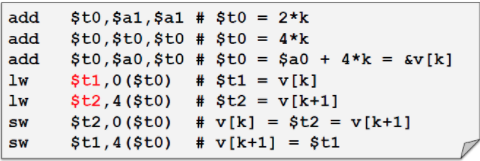 add $t0,$a1,$a1 # $t0 = 2*k
add $t0,$t0,$t0 # $t0 = 4*k
add $t0,$a0,$t0 # $t0 = $a0 + 4*k = &v[k]
lw $t1,0($t0) # $t1 = v[k]
lw $t2,4($t0) # $t2 = v[k+1]
sw $t2,0($t0) # v[k] = $t2 = v[k+1]
sw $t1,4($t0) # v[k+1] = $t1